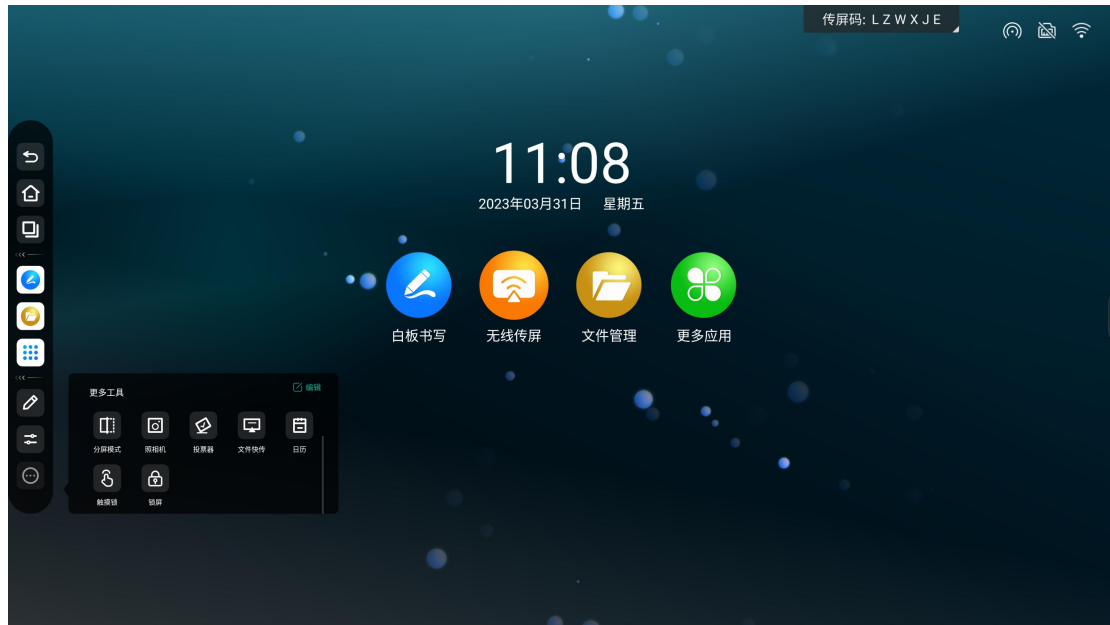 传屏码: LZWXJE
11:08
2023年03月31日 星期五
白板书写 无线传屏 文件管理 更多应用
更多工具 编辑
分屏模式 照相机 投票器 文件快传 日历
触摸锁 锁屏